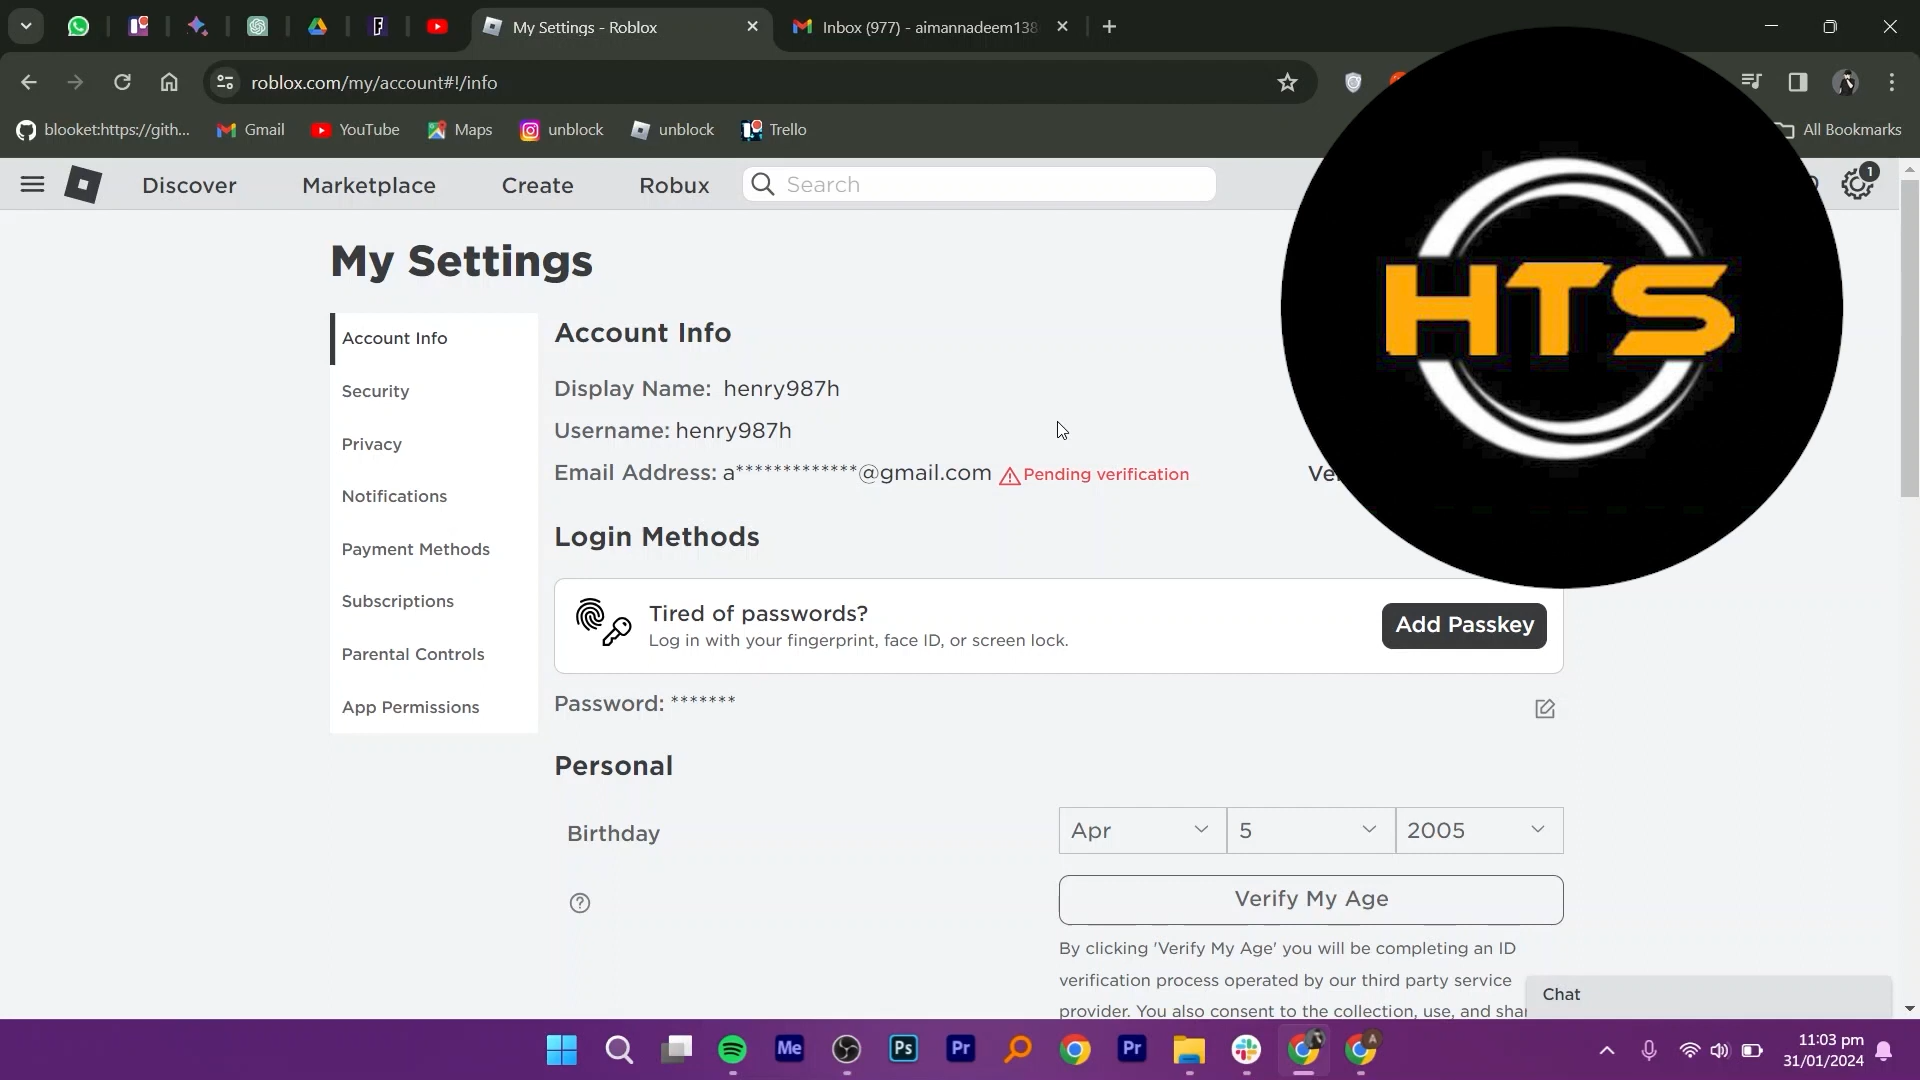 My Settings - Roblox
Inbox (977) - aimannadeem138
roblox.com/my/account#!/info
blooket:https://gith...
Gmail
YouTube
Maps
unblock
unblock
Trello
All Bookmarks
Discover
Marketplace
Create
Robux
Search
1
HTS
My Settings
Account Info
Security
Privacy
Notifications
Payment Methods
Subscriptions
Parental Controls
App Permissions
Account Info
Display Name: henry987h
Username: henry987h
Email Address: a*************@gmail.com Pending verification
Login Methods
Tired of passwords?
Log in with your fingerprint, face ID, or screen lock.
Add Passkey
Password: *******
Personal
Birthday
Apr
5
2005
Verify My Age
By clicking 'Verify My Age' you will be completing an ID
verification process operated by our third party service
provider. You also consent to the collection, use, and shar
Chat
Me
Ps
Pr
Pr
A
11:03 pm
31/01/2024